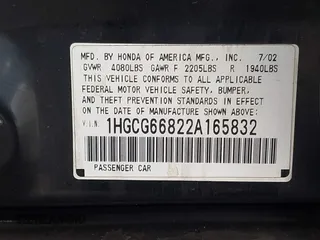 MFD. BY HONDA OF AMERICA MFG., INC. 7/02
GVWR 4080LBS GAWR F 2205LBS R 1940LBS
THIS VEHICLE CONFORMS TO ALL APPLICABLE
FEDERAL MOTOR VEHICLE SAFETY, BUMPER,
AND THEFT PREVENTION STANDARDS IN EFFECT
ON THE DATE OF MANUFACTURE SHOWN ABOVE.
V.I.N. 1HGCG66822A165832
PASSENGER CAR